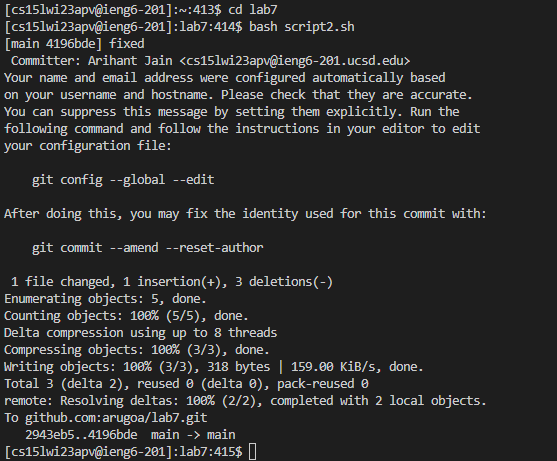 [cs15lwi23apv@ieng6-201]:~:413$ cd lab7
[cs15lwi23apv@ieng6-201]:lab7:414$ bash script2.sh
[main 4196bde] fixed
 Committer: Arihant Jain <cs15lwi23apv@ieng6-201.ucsd.edu>
Your name and email address were configured automatically based
on your username and hostname. Please check that they are accurate.
You can suppress this message by setting them explicitly. Run the
following command and follow the instructions in your editor to edit
your configuration file:

    git config --global --edit

After doing this, you may fix the identity used for this commit with:

    git commit --amend --reset-author

 1 file changed, 1 insertion(+), 3 deletions(-)
Enumerating objects: 5, done.
Counting objects: 100% (5/5), done.
Delta compression using up to 8 threads
Compressing objects: 100% (3/3), done.
Writing objects: 100% (3/3), 318 bytes | 159.00 KiB/s, done.
Total 3 (delta 2), reused 0 (delta 0), pack-reused 0
remote: Resolving deltas: 100% (2/2), completed with 2 local objects.
To github.com:arugoa/lab7.git
   2943eb5..4196bde  main -> main
[cs15lwi23apv@ieng6-201]:lab7:415$